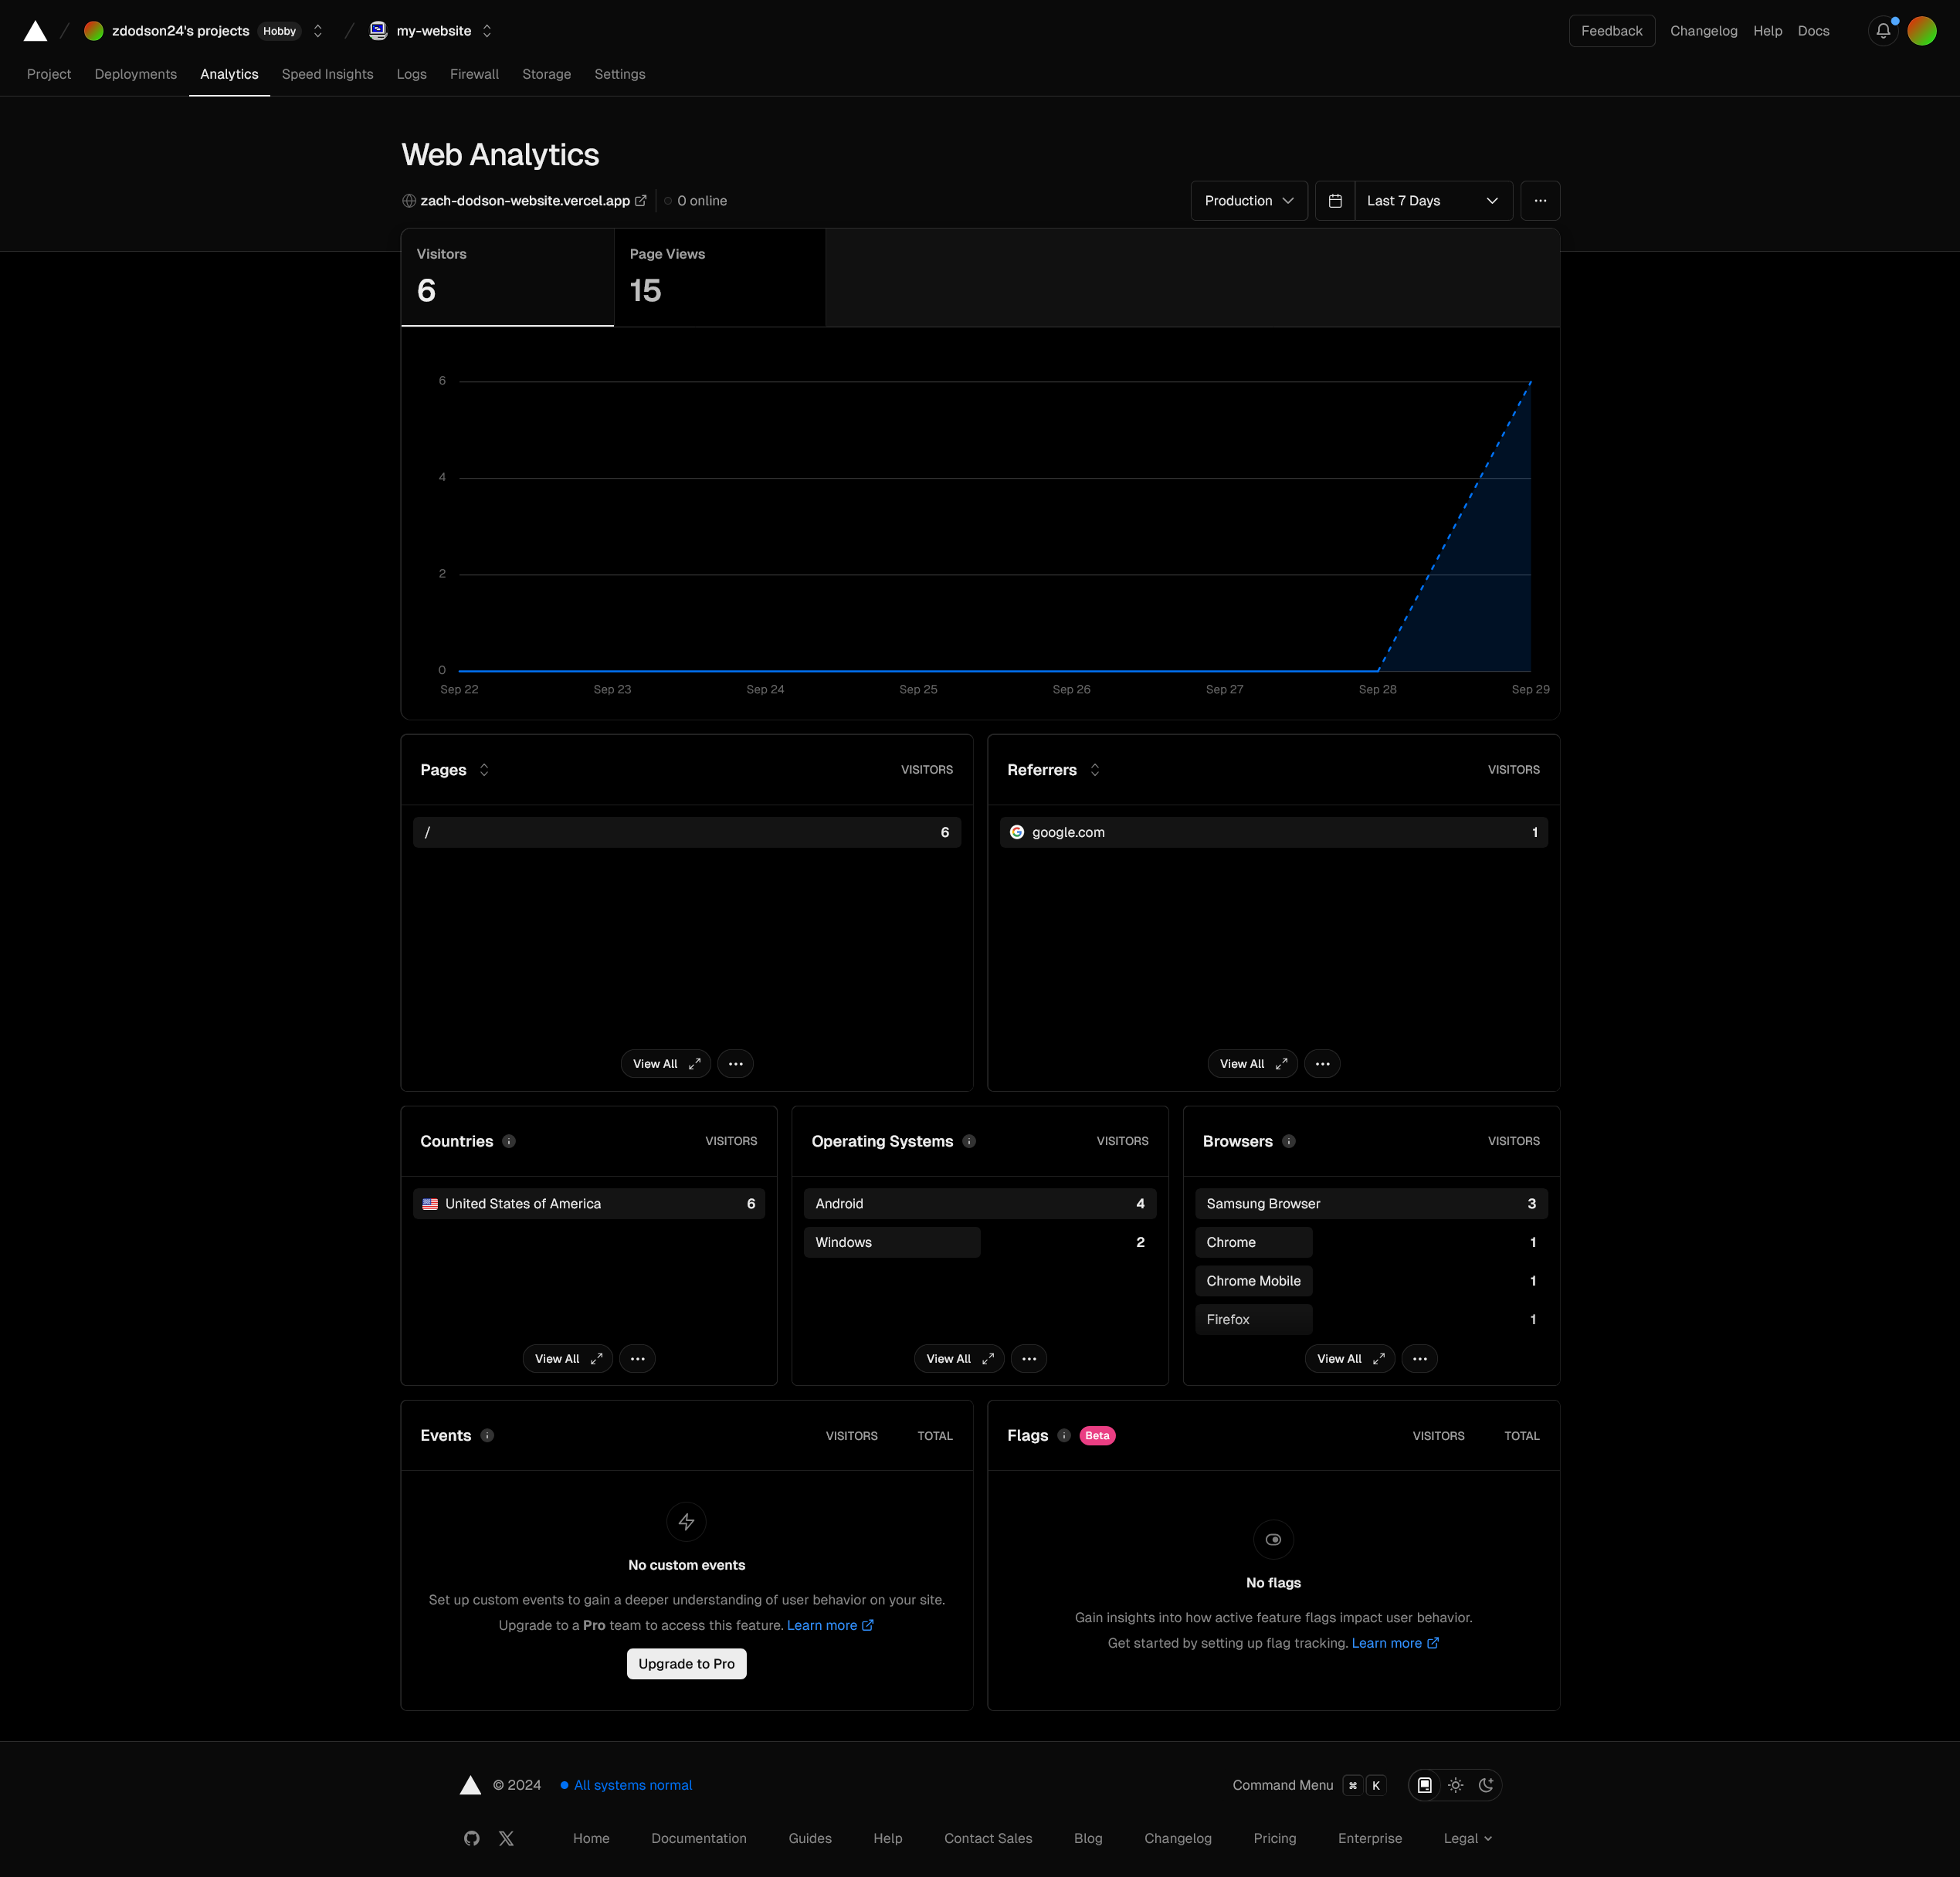 zdodson24's projects Hobby my-website Feedback Changelog Help Docs
Project Deployments Analytics Speed Insights Logs Firewall Storage Settings
Web Analytics
zach-dodson-website.vercel.app 0 online Production Last 7 Days
Visitors Page Views
6 15
6
4
2
0
Sep 22 Sep 23 Sep 24 Sep 25 Sep 26 Sep 27 Sep 28 Sep 29
Pages VISITORS
/ 6
View All
Referrers VISITORS
google.com 1
View All
Countries VISITORS
United States of America 6
View All
Operating Systems VISITORS
Android 4
Windows 2
View All
Browsers VISITORS
Samsung Browser 3
Chrome 1
Chrome Mobile 1
Firefox 1
View All
Events VISITORS TOTAL
No custom events
Set up custom events to gain a deeper understanding of user behavior on your site.
Upgrade to a Pro team to access this feature. Learn more
Upgrade to Pro
Flags Beta VISITORS TOTAL
No flags
Gain insights into how active feature flags impact user behavior.
Get started by setting up flag tracking. Learn more
© 2024 All systems normal Command Menu ⌘ K
Home Documentation Guides Help Contact Sales Blog Changelog Pricing Enterprise Legal